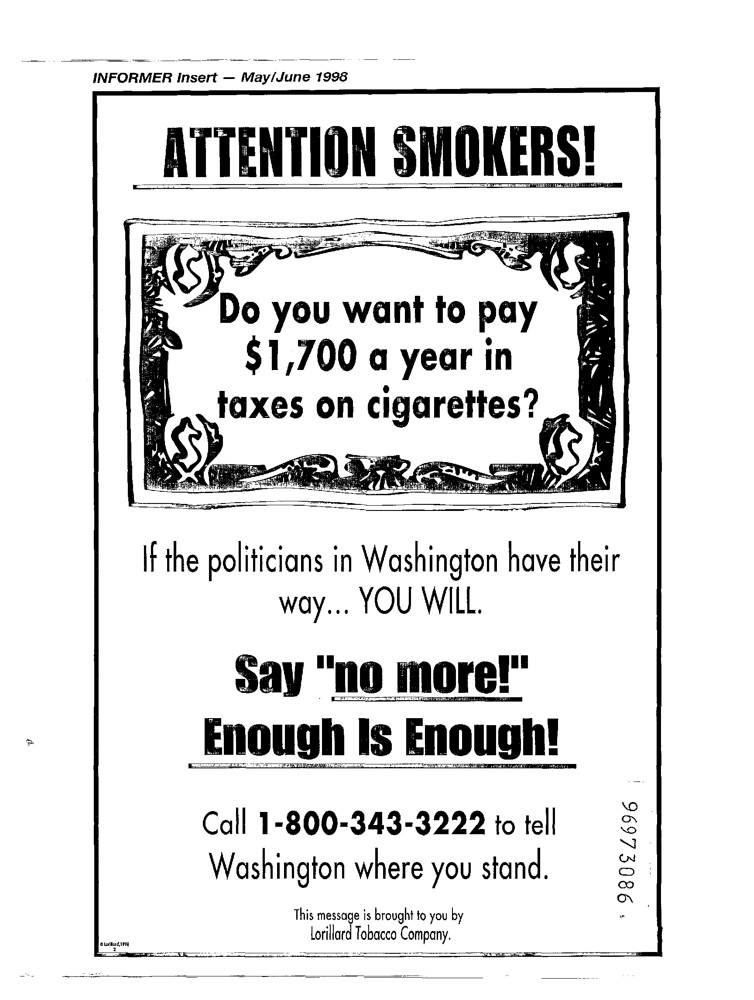 INFORMER Insert — May/June 1998
ATTENTION SMOKERS!
Do you want to pay
$1,700 a year in
taxes on cigarettes?
If the politicians in Washington have their
way... YOU WILL.
Say "no more!"
Enough Is Enough!
Call 1-800-343-3222 to tell
Washington where you stand.
This message is brought to you by
Lorillard Tobacco Company.
© Lorillard, 1998
2
96973086